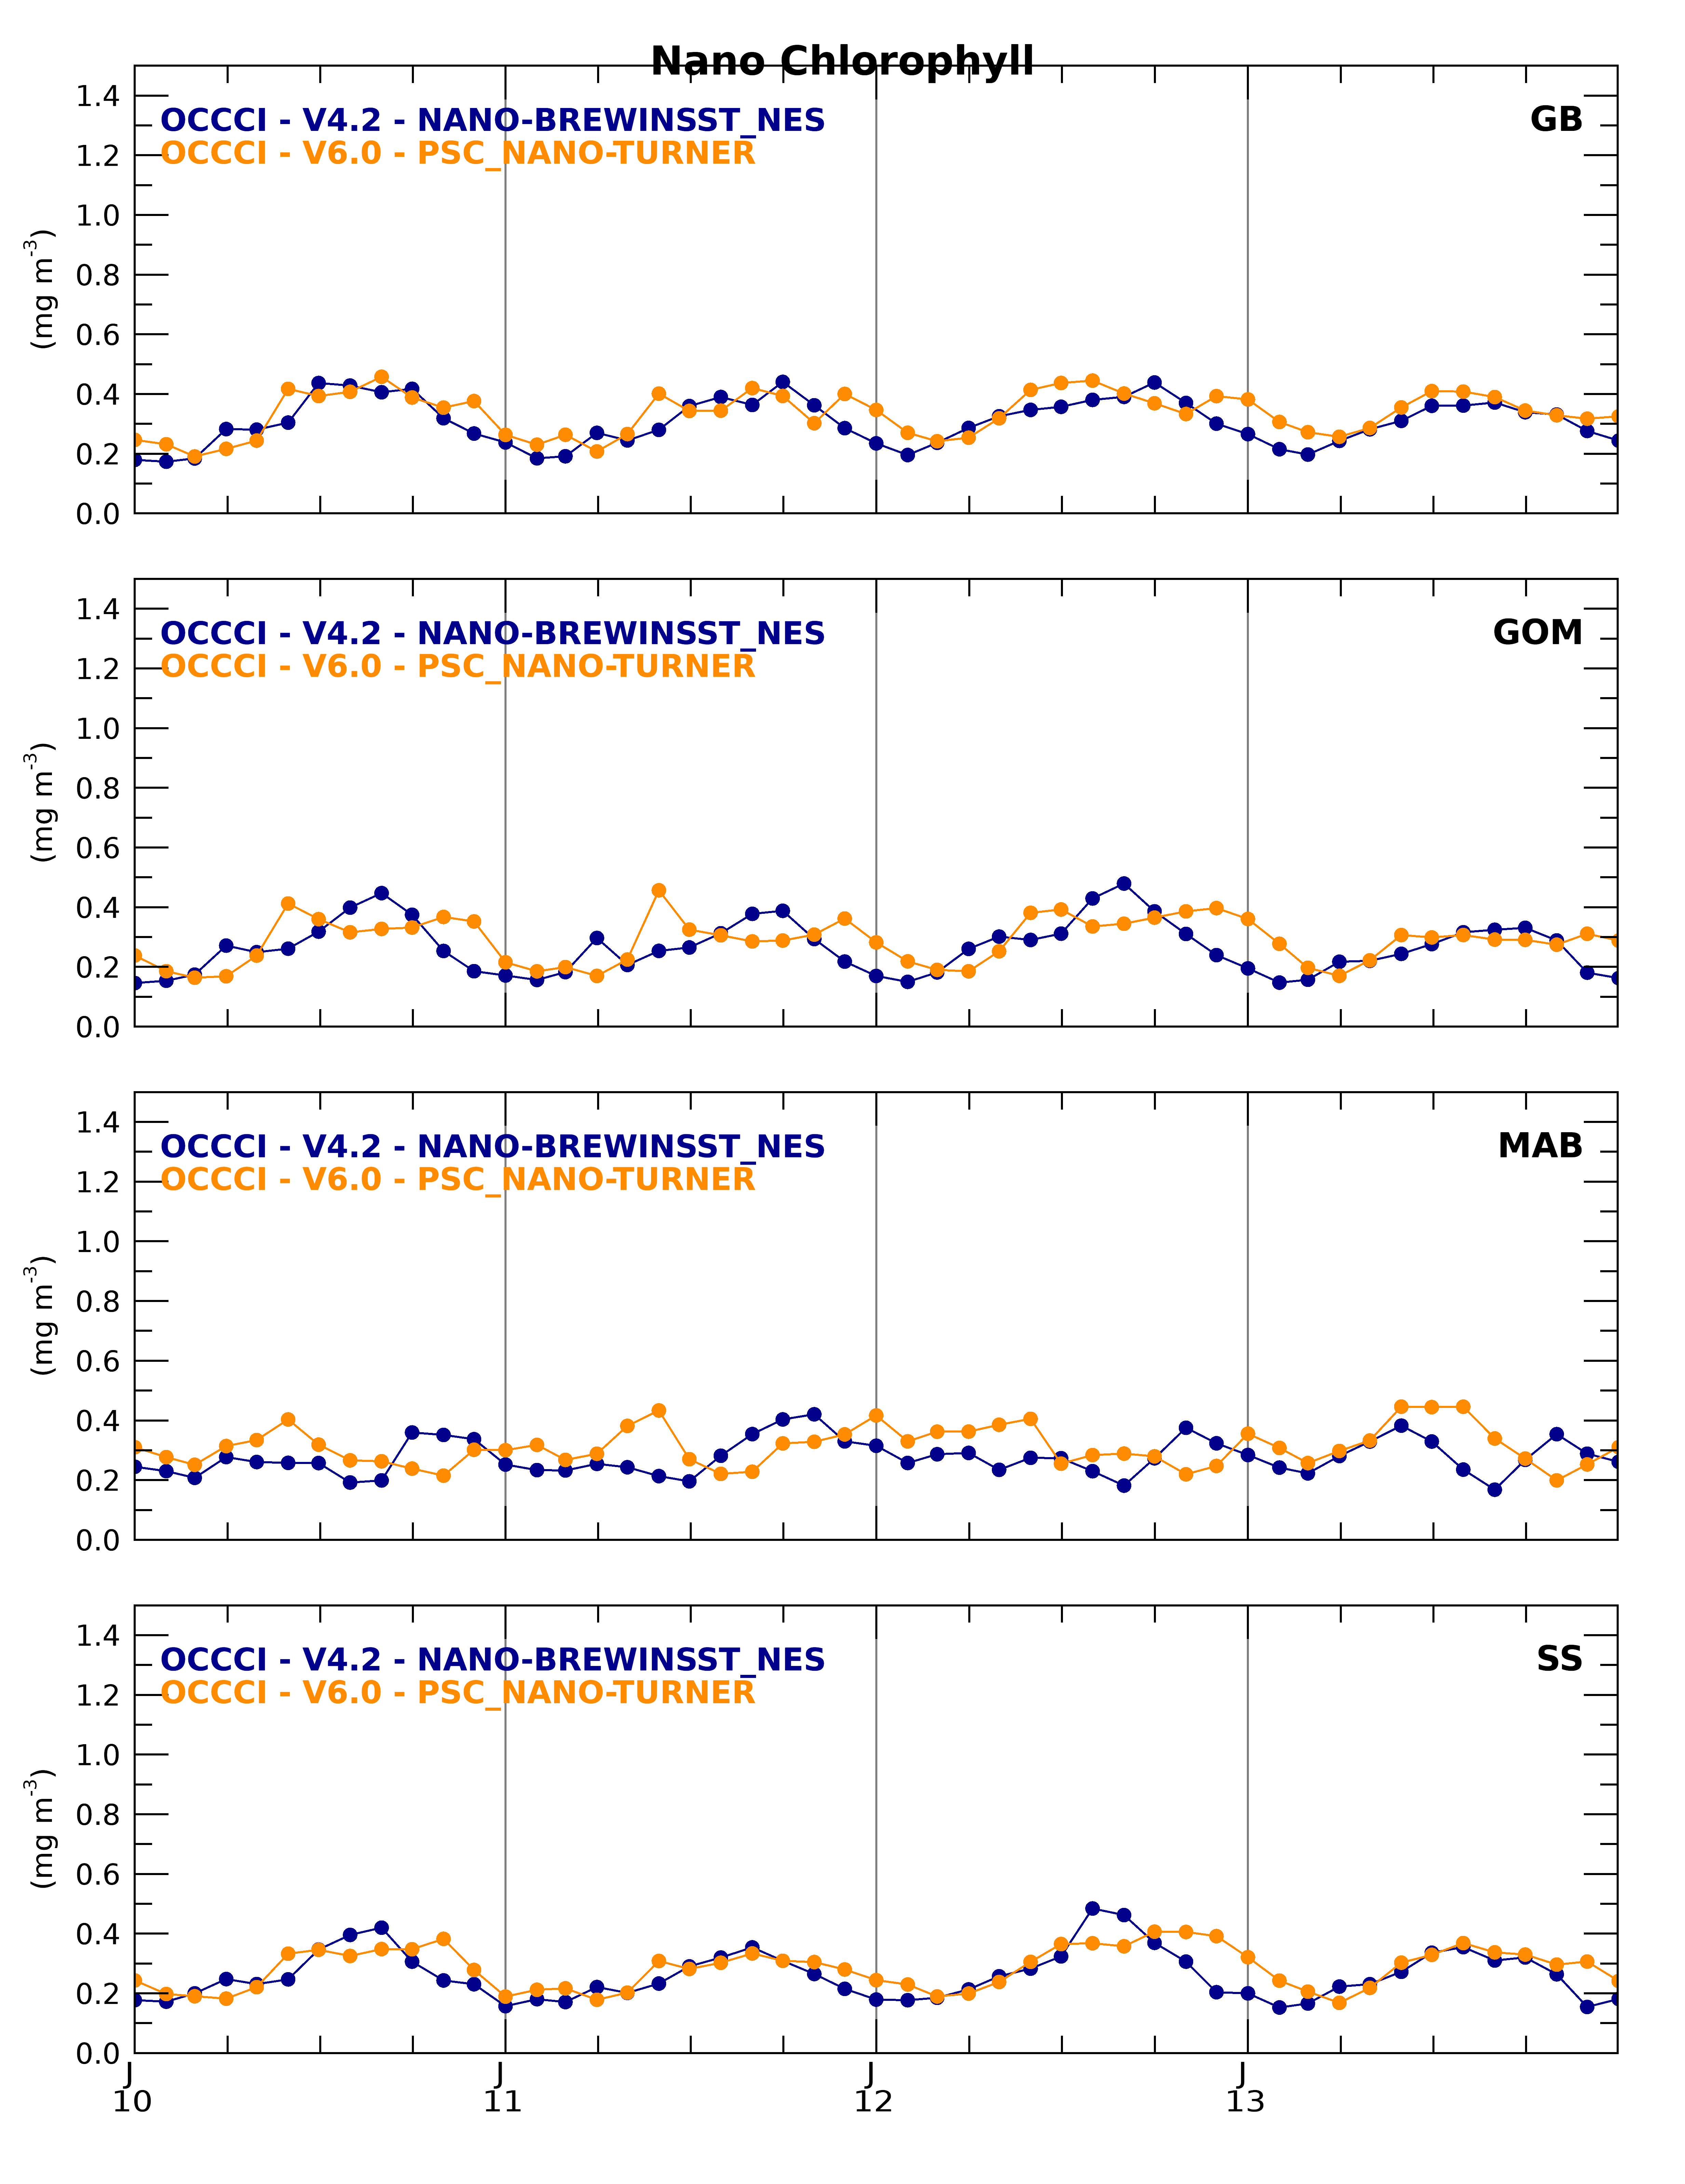 Nano Chlorophyll
1.4
OCCCI - V4.2 - NANO-BREWINSST_NES
GB
1.2
OCCCI - V6.0 - PSC_NANO-TURNER
1.0
0.8
(mg m-3)
0.6
0.4
0.2
0.0
1.4
OCCCI - V4.2 - NANO-BREWINSST_NES
GOM
1.2
OCCCI - V6.0 - PSC_NANO-TURNER
1.0
0.8
(mg m-3)
0.6
0.4
0.2
0.0
1.4
OCCCI - V4.2 - NANO-BREWINSST_NES
MAB
1.2
OCCCI - V6.0 - PSC_NANO-TURNER
1.0
0.8
(mg m-3)
0.6
0.4
0.2
0.0
1.4
OCCCI - V4.2 - NANO-BREWINSST_NES
SS
1.2
OCCCI - V6.0 - PSC_NANO-TURNER
1.0
0.8
(mg m-3)
0.6
0.4
0.2
0.0
J J J J
10 11 12 13